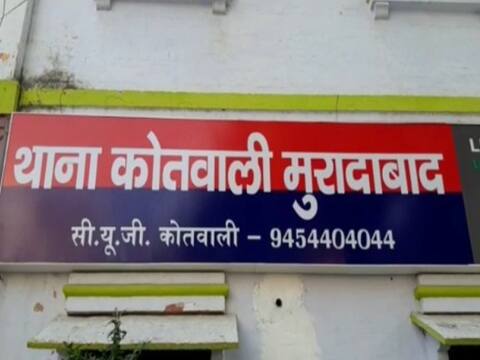 थाना कोतवाली मुरादाबाद
सी.यू.जी. कोतवाली - 9454404044